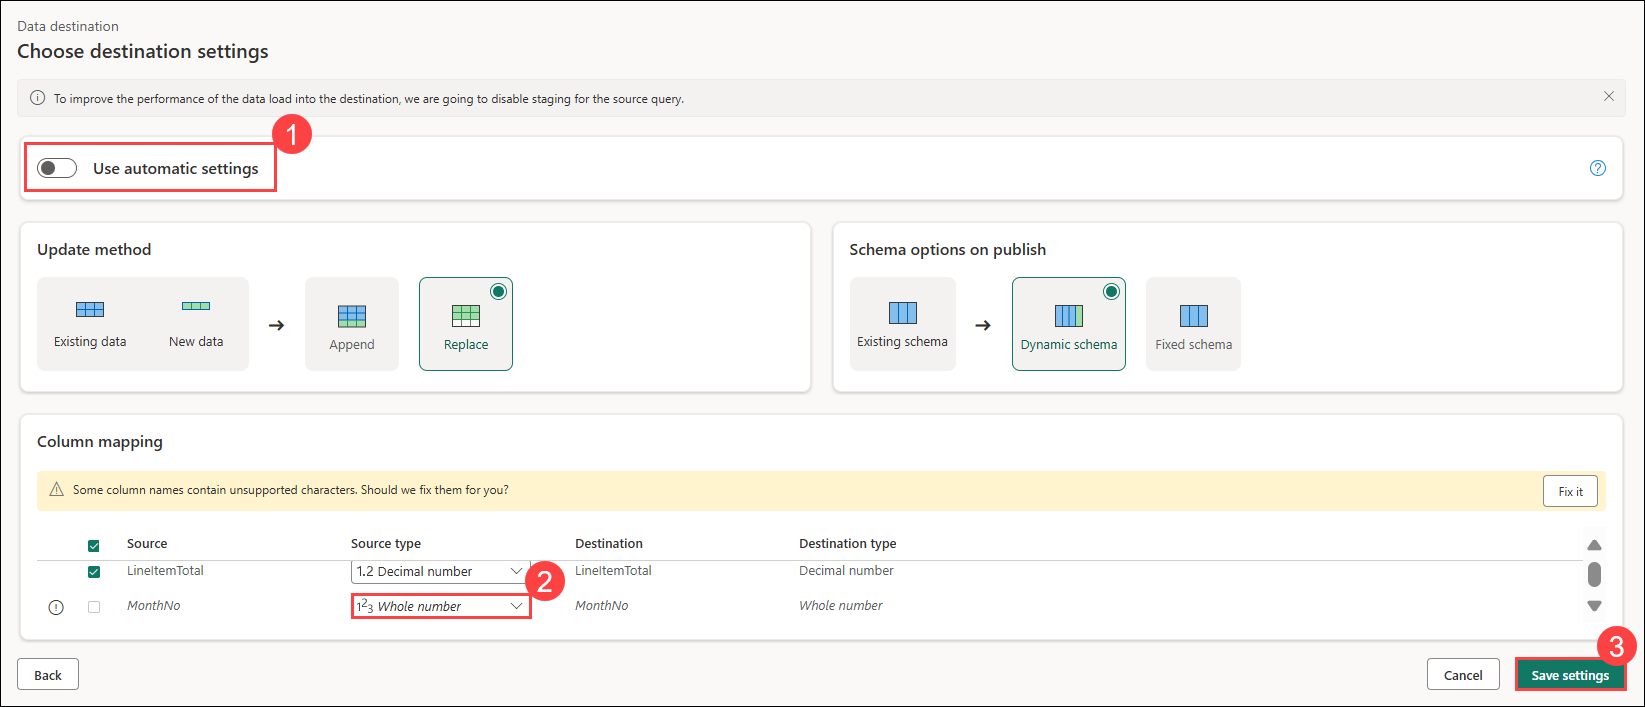 Data destination
Choose destination settings
To improve the performance of the data load into the destination, we are going to disable staging for the source query.
1
Use automatic settings
Update method
Existing data
New data
Append
Replace
Schema options on publish
Existing schema
Dynamic schema
Fixed schema
Column mapping
Some column names contain unsupported characters. Should we fix them for you?
Fix it
Source Source type Destination Destination type
LineItemTotal 1.2 Decimal number LineItemTotal Decimal number
2
MonthNo 123 Whole number MonthNo Whole number
3
Back Cancel Save settings